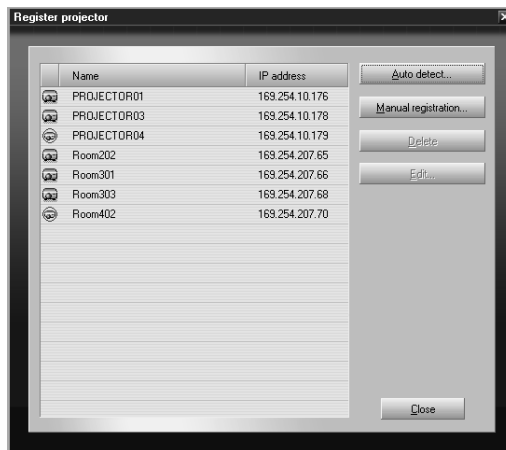 Register projector
Name IP address
PROJECTOR01 169.254.10.176
PROJECTOR03 169.254.10.178
PROJECTOR04 169.254.10.179
Room202 169.254.207.65
Room301 169.254.207.66
Room303 169.254.207.68
Room402 169.254.207.70
Auto detect...
Manual registration...
Delete
Edit...
Close